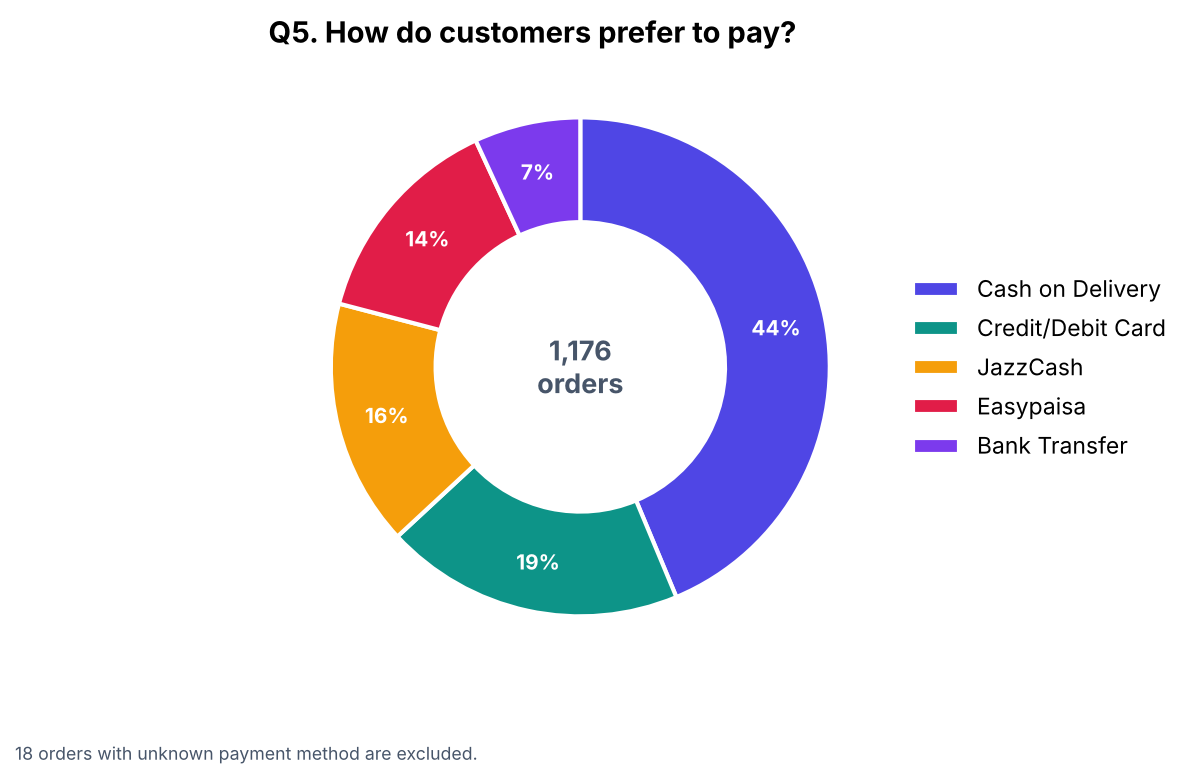 Q5. How do customers prefer to pay?
7%
14%
44%
16%
19%
1,176
orders
Cash on Delivery
Credit/Debit Card
JazzCash
Easypaisa
Bank Transfer
18 orders with unknown payment method are excluded.